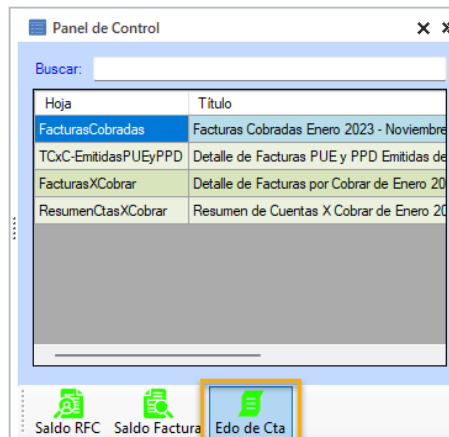 Panel de Control
Buscar:
Hoja Título
FacturasCobradas Facturas Cobradas Enero 2023 - Noviembre
TCxC-EmitidasPUEyPPD Detalle de Facturas PUE y PPD Emitidas de
FacturasXCobrar Detalle de Facturas por Cobrar de Enero 20
ResumenCtasXCobrar Resumen de Cuentas X Cobrar de Enero 20
Saldo RFC Saldo Factura Edo de Cta